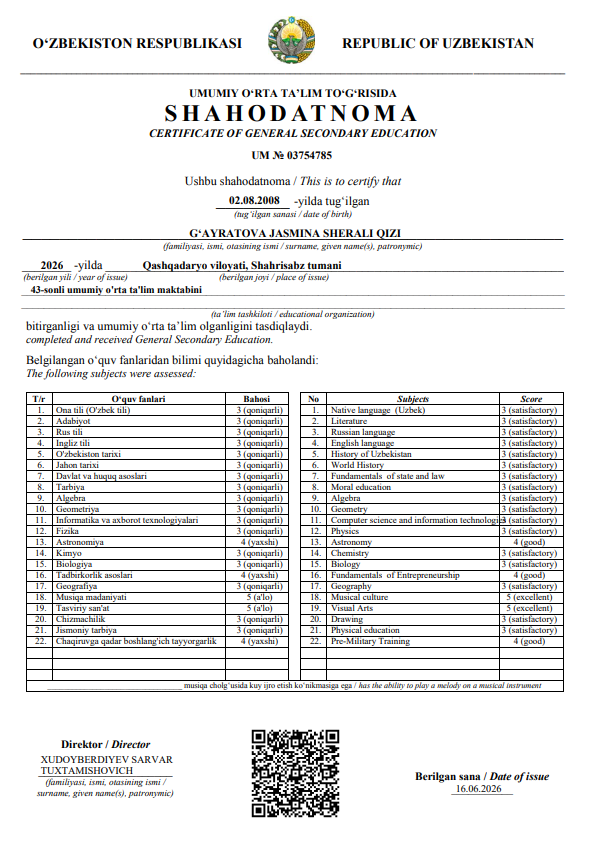 O‘ZBEKISTON RESPUBLIKASI REPUBLIC OF UZBEKISTAN
UMUMIY O‘RTA TA’LIM TO‘G‘RISIDA
SHAHODATNOMA
CERTIFICATE OF GENERAL SECONDARY EDUCATION
UM № 03754785
Ushbu shahodatnoma / This is to certify that
02.08.2008 -yilda tug‘ilgan
(tug‘ilgan sanasi / date of birth)
G‘AYRATOVA JASMINA SHERALI QIZI
(familiyasi, ismi, otasining ismi / surname, given name(s), patronymic)
2026 -yilda Qashqadaryo viloyati, Shahrisabz tumani
(berilgan yili / year of issue) (berilgan joyi / place of issue)
43-sonli umumiy o'rta ta'lim maktabini
(ta’lim tashkiloti / educational organization)
bitirganligi va umumiy o‘rta ta’lim olganligini tasdiqlaydi.
completed and received General Secondary Education.
Belgilangan o‘quv fanlaridan bilimi quyidagicha baholandi:
The following subjects were assessed:
T/r O‘quv fanlari Bahosi No Subjects Score
1. Ona tili (O'zbek tili) 3 (qoniqarli) 1. Native language (Uzbek) 3 (satisfactory)
2. Adabiyot 3 (qoniqarli) 2. Literature 3 (satisfactory)
3. Rus tili 3 (qoniqarli) 3. Russian language 3 (satisfactory)
4. Ingliz tili 3 (qoniqarli) 4. English language 3 (satisfactory)
5. O'zbekiston tarixi 3 (qoniqarli) 5. History of Uzbekistan 3 (satisfactory)
6. Jahon tarixi 3 (qoniqarli) 6. World History 3 (satisfactory)
7. Davlat va huquq asoslari 3 (qoniqarli) 7. Fundamentals of state and law 3 (satisfactory)
8. Tarbiya 3 (qoniqarli) 8. Moral education 3 (satisfactory)
9. Algebra 3 (qoniqarli) 9. Algebra 3 (satisfactory)
10. Geometriya 3 (qoniqarli) 10. Geometry 3 (satisfactory)
11. Informatika va axborot texnologiyalari 3 (qoniqarli) 11. Computer science and information technologies 3 (satisfactory)
12. Fizika 3 (qoniqarli) 12. Physics 3 (satisfactory)
13. Astronomiya 4 (yaxshi) 13. Astronomy 4 (good)
14. Kimyo 3 (qoniqarli) 14. Chemistry 3 (satisfactory)
15. Biologiya 3 (qoniqarli) 15. Biology 3 (satisfactory)
16. Tadbirkorlik asoslari 4 (yaxshi) 16. Fundamentals of Entrepreneurship 4 (good)
17. Geografiya 3 (qoniqarli) 17. Geography 3 (satisfactory)
18. Musiqa madaniyati 5 (a'lo) 18. Musical culture 5 (excellent)
19. Tasviriy san'at 5 (a'lo) 19. Visual Arts 5 (excellent)
20. Chizmachilik 3 (qoniqarli) 20. Drawing 3 (satisfactory)
21. Jismoniy tarbiya 3 (qoniqarli) 21. Physical education 3 (satisfactory)
22. Chaqiruvga qadar boshlang'ich tayyorgarlik 4 (yaxshi) 22. Pre-Military Training 4 (good)
musiqa cholg‘usida kuy ijro etish ko‘nikmasiga ega / has the ability to play a melody on a musical instrument
Direktor / Director
XUDOYBERDIYEV SARVAR
TUXTAMISHOVICH
(familiyasi, ismi, otasining ismi /
surname, given name(s), patronymic)
Berilgan sana / Date of issue
16.06.2026